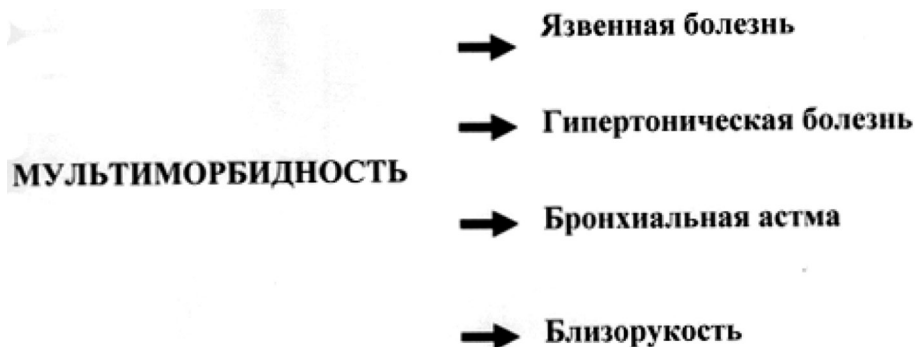 Язвенная болезнь
Гипертоническая болезнь
МУЛЬТИМОРБИДНОСТЬ
Бронхиальная астма
Близорукость